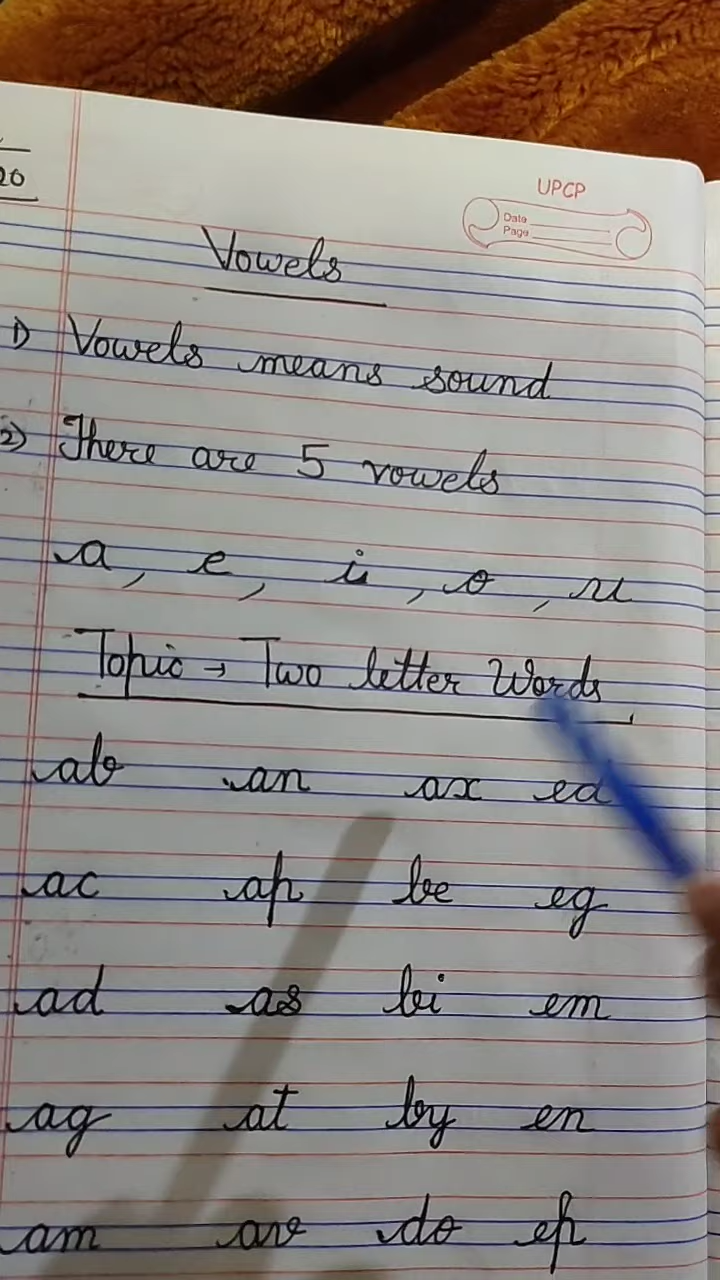 20
UPCP
Date
Page
Vowels
1) Vowels means sound
2) There are 5 vowels
a, e, i, o, u
Topic → Two letter Words
ab an ax ed
ac ap be eg
ad as bi em
ag at by en
am av do ep